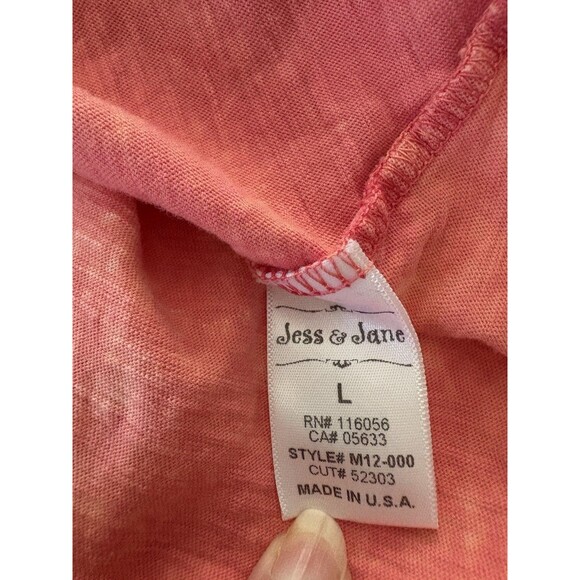 Jess & Jane
L
RN# 116056
CA# 05633
STYLE# M12-000
CUT# 52303
MADE IN U.S.A.